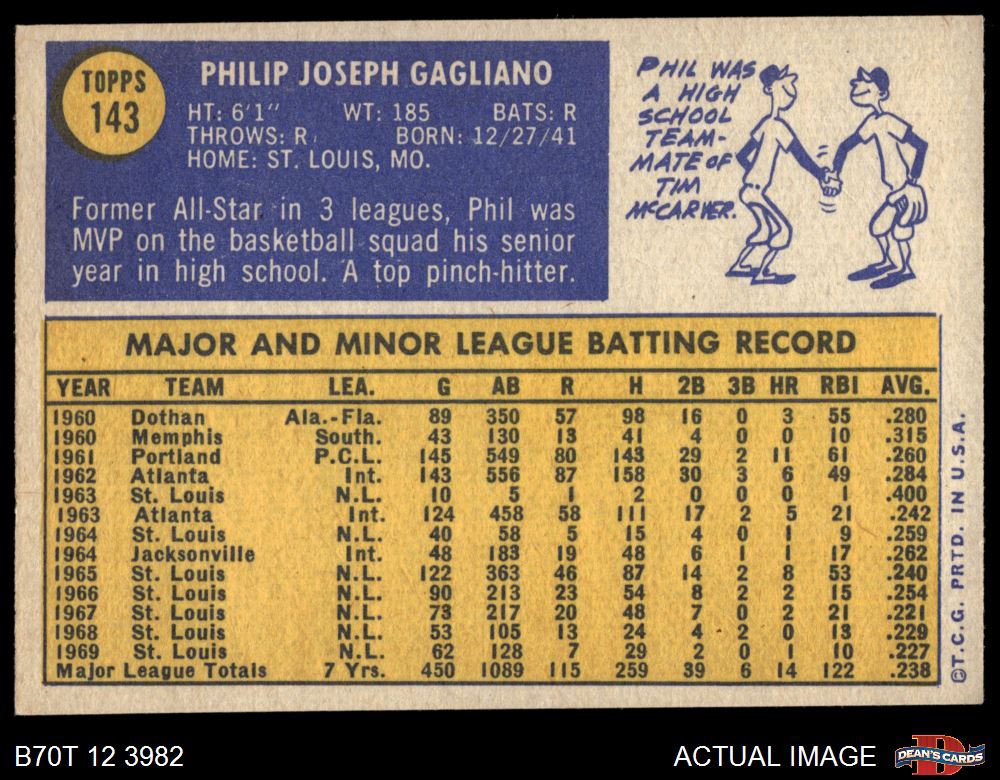 TOPPS
143
PHILIP JOSEPH GAGLIANO
HT: 6'1" WT: 185 BATS: R
THROWS: R BORN: 12/27/41
HOME: ST. LOUIS, MO.
Former All-Star in 3 leagues, Phil was
MVP on the basketball squad his senior
year in high school. A top pinch-hitter.
PHIL WAS
A HIGH
SCHOOL
TEAM-
MATE OF
TIM
McCARVER.
MAJOR AND MINOR LEAGUE BATTING RECORD
YEAR TEAM LEA. G AB R H 2B 3B HR RBI AVG.
1960 Dothan Ala.-Fla. 89 350 57 98 16 0 3 55 .280
1960 Memphis South. 43 130 13 41 4 0 0 10 .315
1961 Portland P.C.L. 145 549 80 143 29 2 11 61 .260
1962 Atlanta Int. 143 556 87 158 30 3 6 49 .284
1963 St. Louis N.L. 10 5 1 2 0 0 0 1 .400
1963 Atlanta Int. 124 458 58 111 17 2 5 21 .242
1964 St. Louis N.L. 40 58 5 15 4 0 1 9 .259
1964 Jacksonville Int. 48 183 19 48 6 1 1 17 .262
1965 St. Louis N.L. 122 363 46 87 14 2 8 53 .240
1966 St. Louis N.L. 90 213 23 54 8 2 2 15 .254
1967 St. Louis N.L. 73 217 20 48 7 0 2 21 .221
1968 St. Louis N.L. 53 105 13 24 4 2 0 13 .229
1969 St. Louis N.L. 62 128 7 29 2 0 1 10 .227
Major League Totals 7 Yrs. 450 1089 115 259 39 6 14 122 .238
©T.C.G. PRTD. IN U.S.A.
B70T 12 3982
ACTUAL IMAGE
DEAN'S CARDS